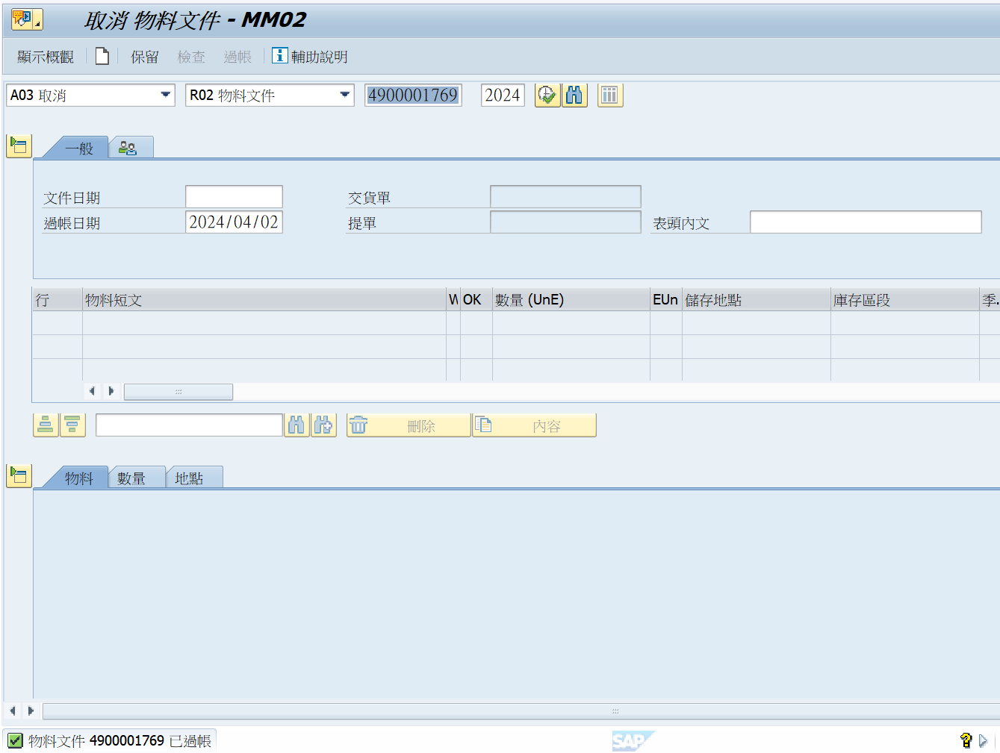 取消 物料文件 - MM02
顯示概觀 保留 檢查 過帳 輔助說明
A03 取消 R02 物料文件 4900001769 2024
一般
文件日期 交貨單
過帳日期 2024/04/02 提單 表頭內文
行 物料短文 W OK 數量 (UnE) EUn 儲存地點 庫存區段 季.
刪除 內容
物料 數量 地點
物料文件 4900001769 已過帳 SAP